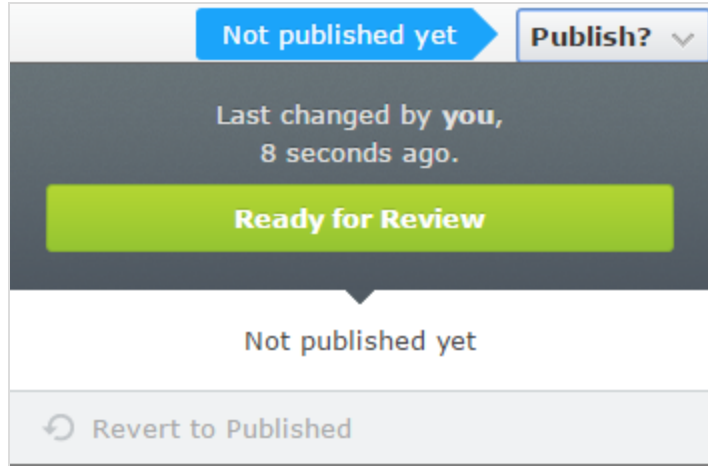 Not published yet
Publish?
Last changed by you,
8 seconds ago.
Ready for Review
Not published yet
Revert to Published